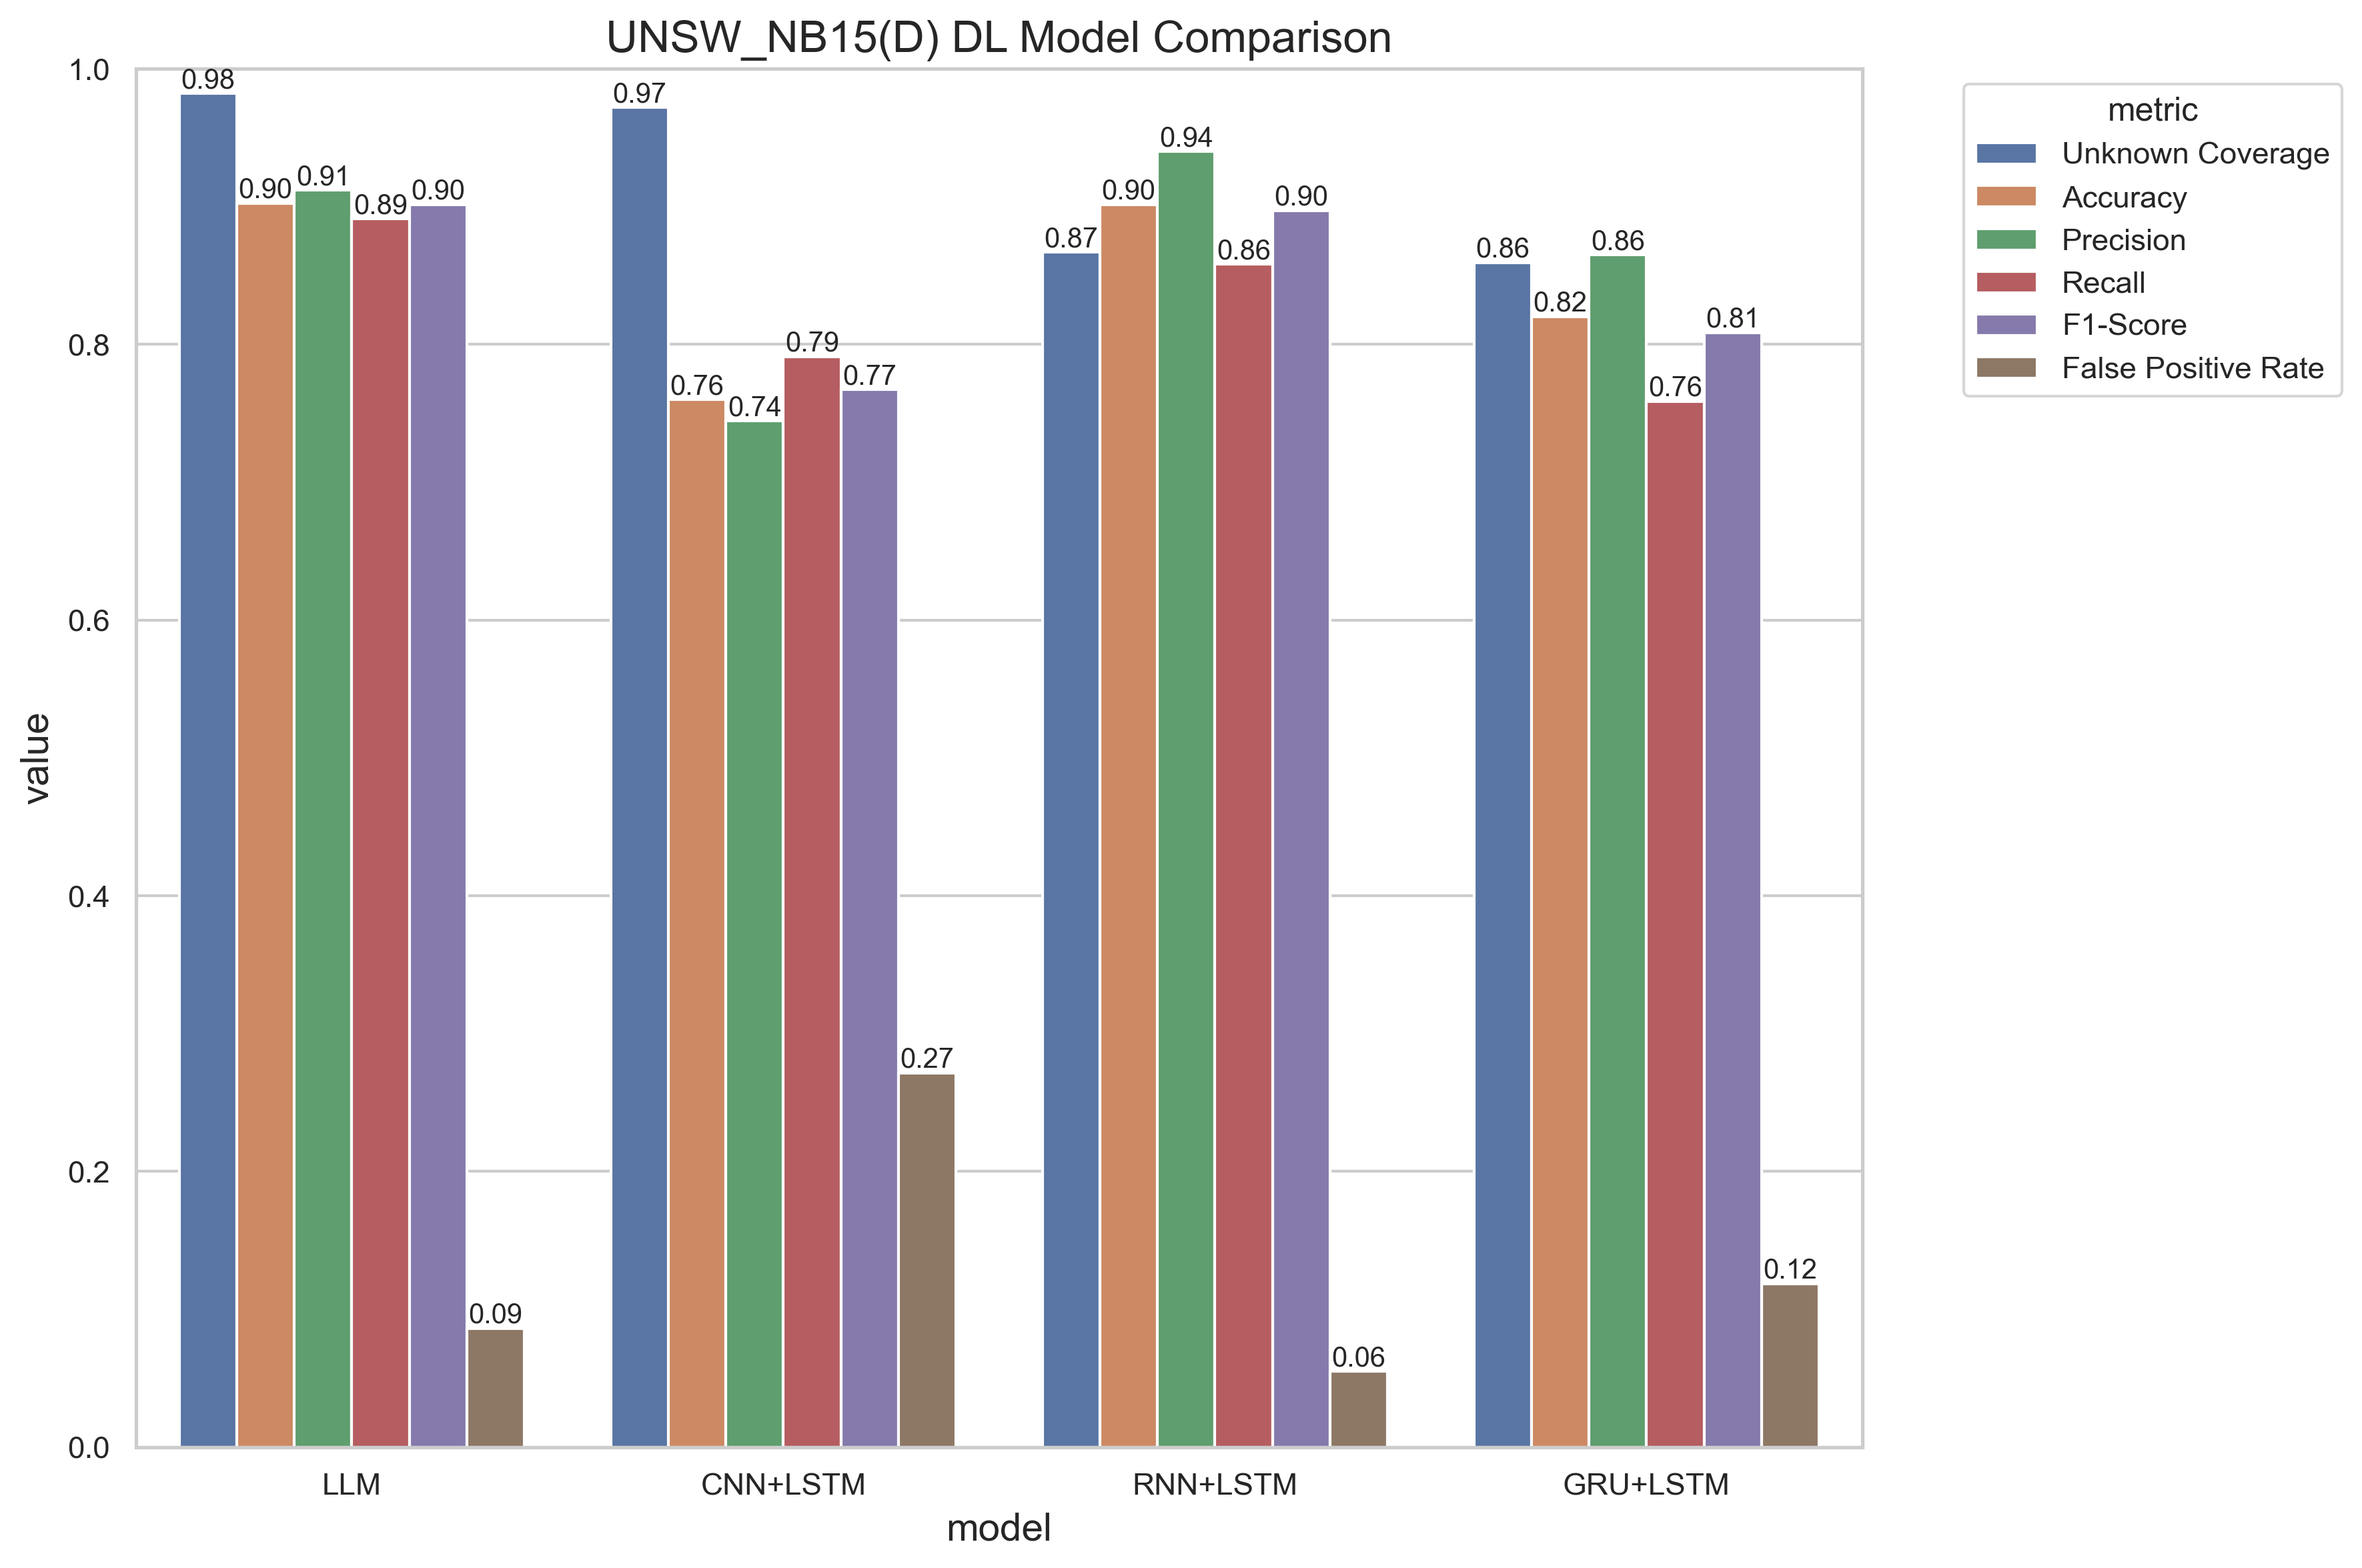 UNSW_NB15(D) DL Model Comparison
metric
Unknown Coverage
Accuracy
Precision
Recall
F1-Score
False Positive Rate
value
1.0
0.8
0.6
0.4
0.2
0.0
0.98
0.90
0.91
0.89
0.90
0.09
0.97
0.76
0.74
0.79
0.77
0.27
0.87
0.90
0.94
0.86
0.90
0.06
0.86
0.82
0.86
0.76
0.81
0.12
LLM
CNN+LSTM
RNN+LSTM
GRU+LSTM
model